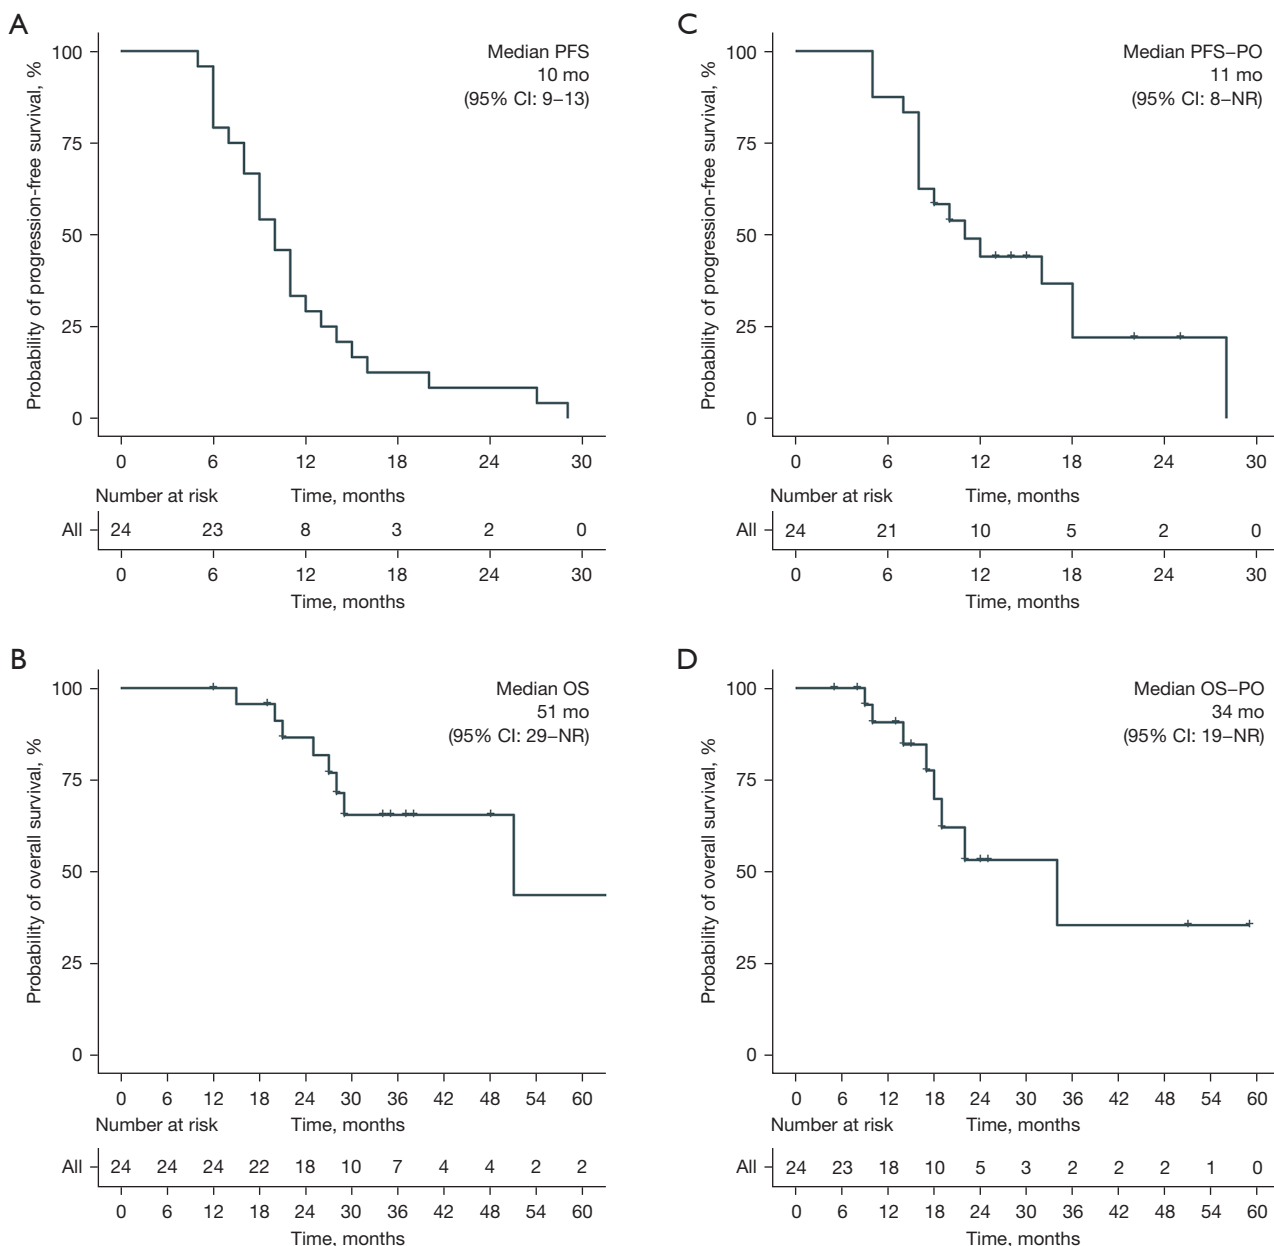 A
Probability of progression-free survival, %
100
75
50
25
0
Median PFS
10 mo
(95% CI: 9–13)
0 6 12 18 24 30
Number at risk Time, months
All 24 23 8 3 2 0
0 6 12 18 24 30
Time, months
C
Probability of progression-free survival, %
100
75
50
25
0
Median PFS–PO
11 mo
(95% CI: 8–NR)
0 6 12 18 24 30
Number at risk Time, months
All 24 21 10 5 2 0
0 6 12 18 24 30
Time, months
B
Probability of overall survival, %
100
75
50
25
0
Median OS
51 mo
(95% CI: 29–NR)
0 6 12 18 24 30 36 42 48 54 60
Number at risk Time, months
All 24 24 24 22 18 10 7 4 4 2 2
0 6 12 18 24 30 36 42 48 54 60
Time, months
D
Probability of overall survival, %
100
75
50
25
0
Median OS–PO
34 mo
(95% CI: 19–NR)
0 6 12 18 24 30 36 42 48 54 60
Number at risk Time, months
All 24 23 18 10 5 3 2 2 2 1 0
0 6 12 18 24 30 36 42 48 54 60
Time, months